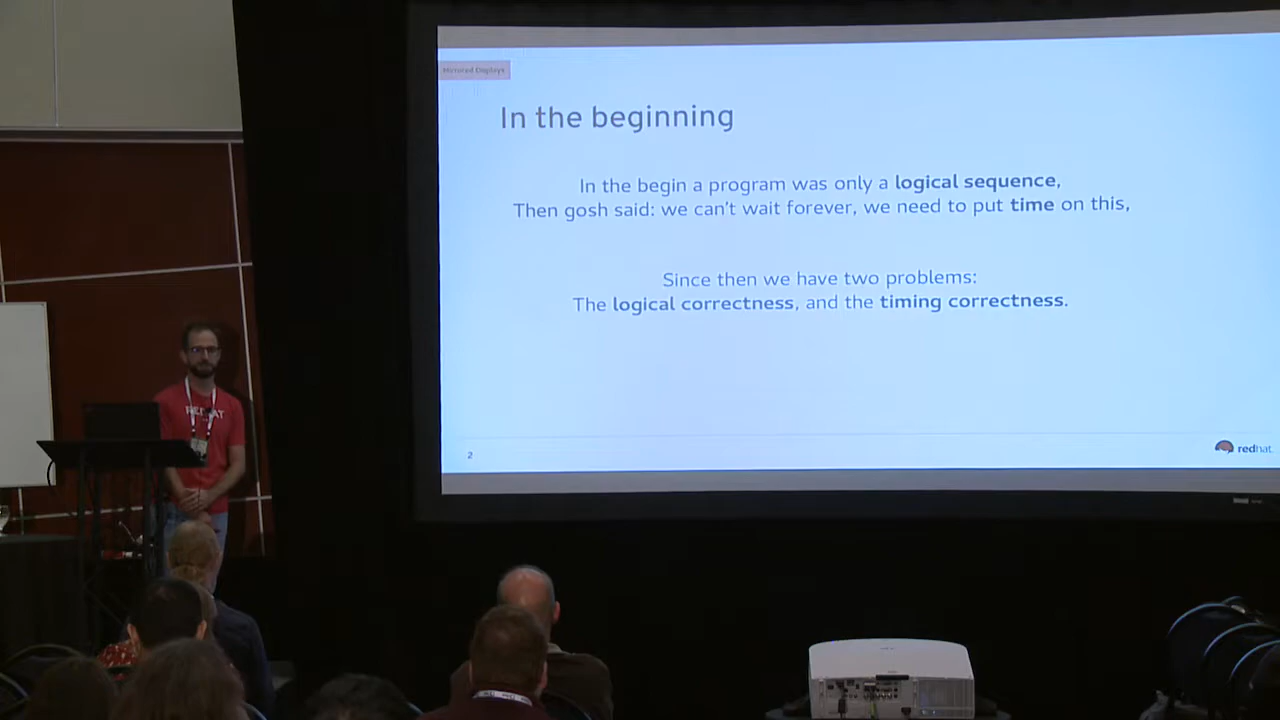 Mirrored Displays
In the beginning
In the begin a program was only a logical sequence,
Then gosh said: we can't wait forever, we need to put time on this,
Since then we have two problems:
The logical correctness, and the timing correctness.
2
redhat.
RED HAT